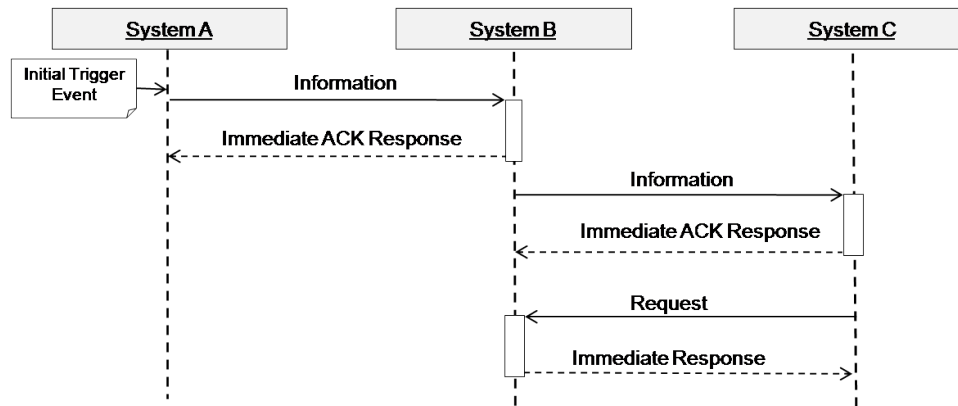 System A
System B
System C
Initial Trigger
Event
Information
Immediate ACK Response
Information
Immediate ACK Response
Request
Immediate Response